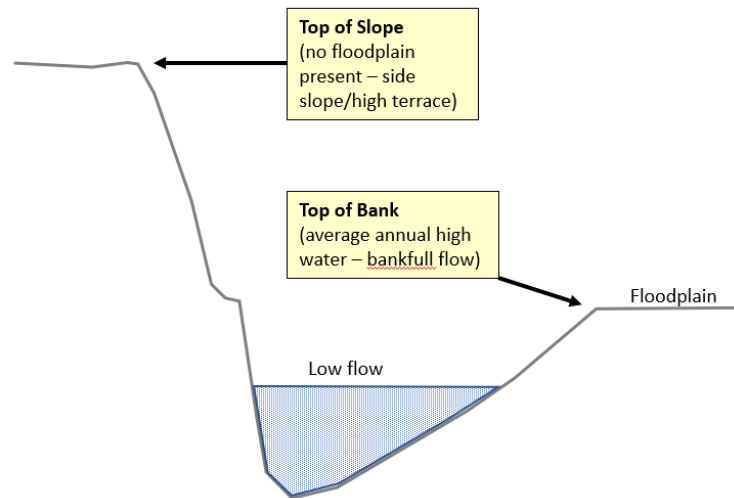 Top of Slope
(no floodplain
present – side
slope/high terrace)
Top of Bank
(average annual high
water – bankfull flow)
Floodplain
Low flow